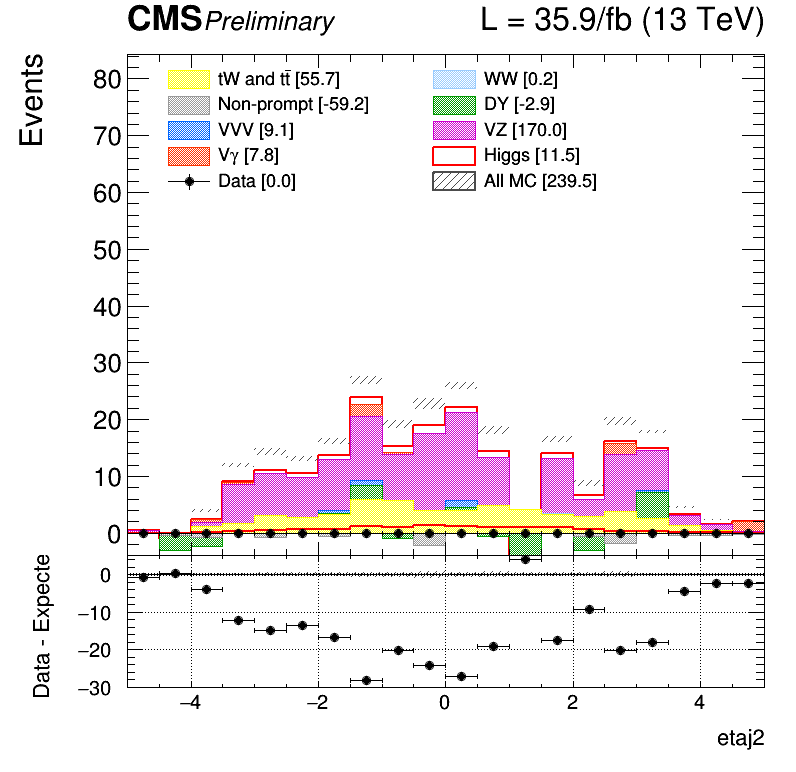 CMS Preliminary L = 35.9/fb (13 TeV)
Events
80
70
60
50
40
30
20
10
0
tW and tt̄ [55.7]
WW [0.2]
Non-prompt [-59.2]
DY [-2.9]
VVV [9.1]
VZ [170.0]
Vγ [7.8]
Higgs [11.5]
Data [0.0]
All MC [239.5]
Data - Expecte
0
−10
−20
−30
−4 −2 0 2 4
etaj2